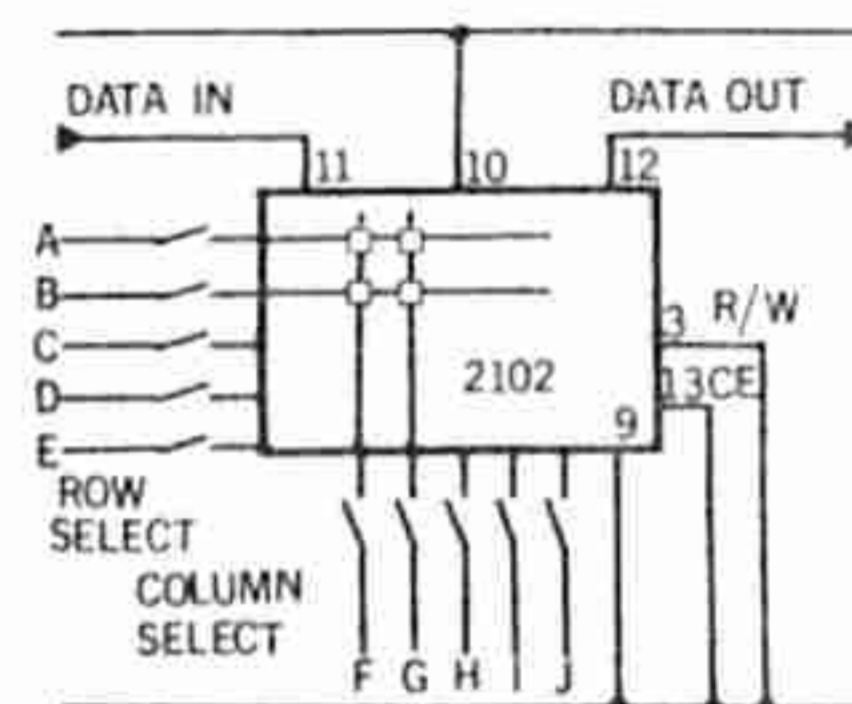 DATA IN
DATA OUT
11
10
12
A
B
C
D
E
3 R/W
2102
13CE
9
ROW
SELECT
COLUMN
SELECT
F G H I J